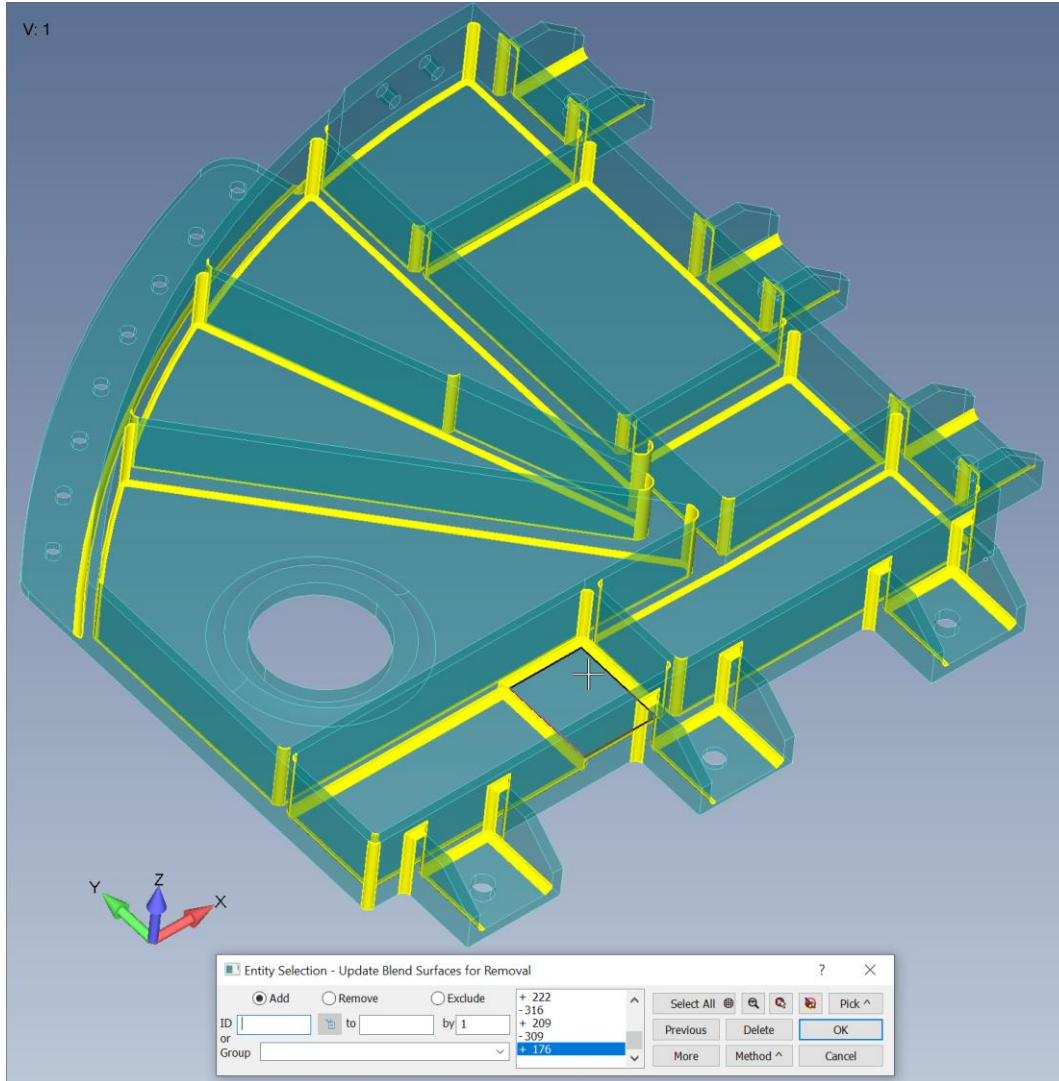 V: 1
Y
Z
X
Entity Selection - Update Blend Surfaces for Removal ? ×
Add Remove Exclude
+ 222
-316
+ 209
-309
+ 176
ID to by 1
or
Group
Select All Pick ^
Previous Delete OK
More Method ^ Cancel